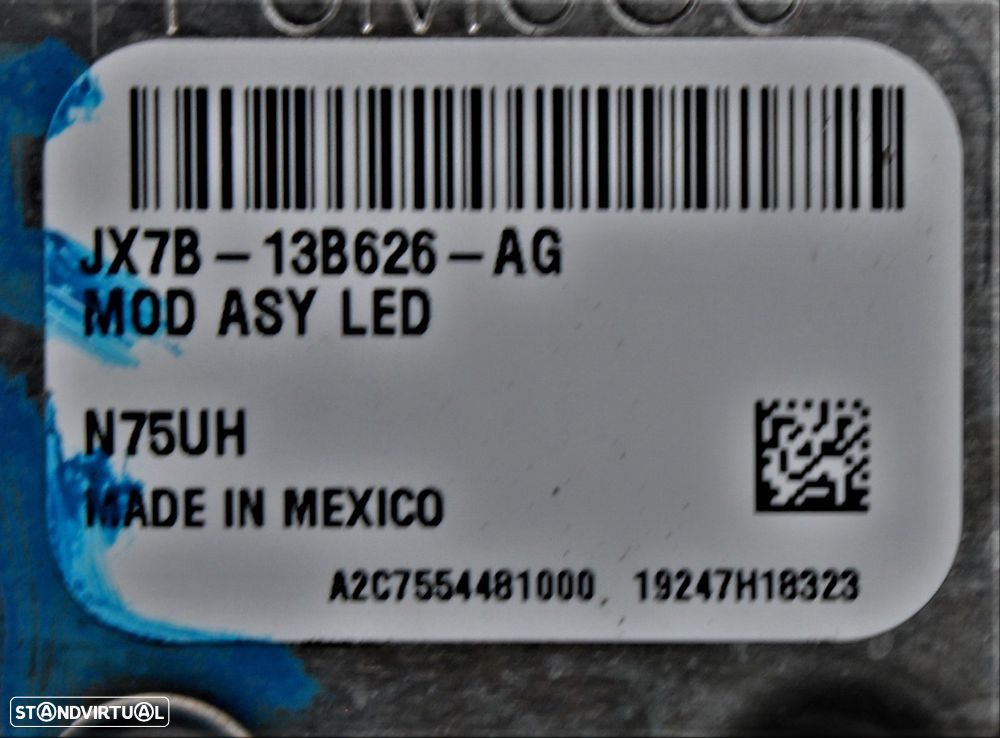 JX7B-13B626-AG
MOD ASY LED
N75UH
MADE IN MEXICO
A2C7554481000, 19247H18323
STANDVIRTUAL